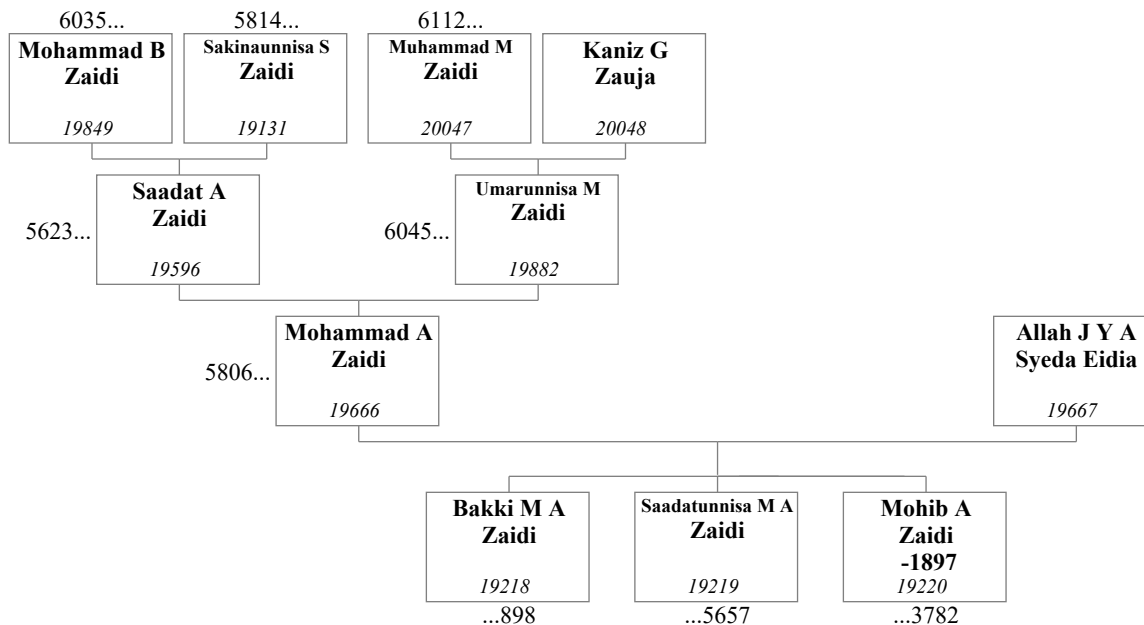 6035... 5814... 6112...
Mohammad B
Zaidi
19849
Sakinaunnisa S
Zaidi
19131
Muhammad M
Zaidi
20047
Kaniz G
Zauja
20048
5623...
Saadat A
Zaidi
19596
6045...
Umarunnisa M
Zaidi
19882
5806...
Mohammad A
Zaidi
19666
Allah J Y A
Syeda Eidia
19667
Bakki M A
Zaidi
19218
...898
Saadatunnisa M A
Zaidi
19219
...5657
Mohib A
Zaidi
-1897
19220
...3782